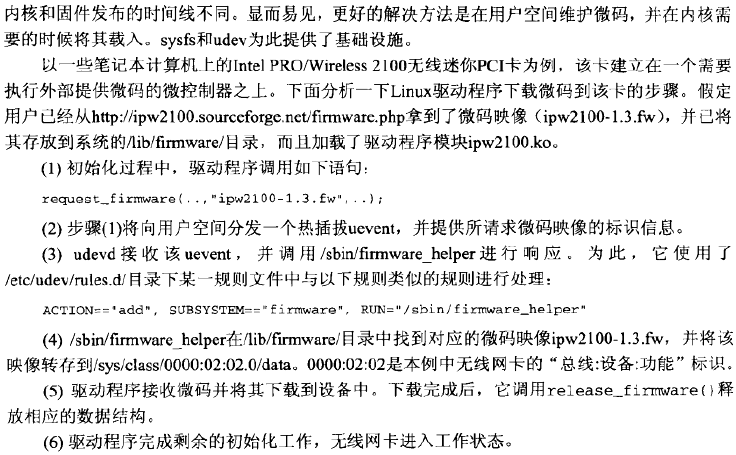 内核和固件发布的时间线不同。显而易见，更好的解决方法是在用户空间维护微码，并在内核需
要的时候将其载入。sysfs和udev为此提供了基础设施。
以一些笔记本计算机上的Intel PRO/Wireless 2100无线迷你PCI卡为例，该卡建立在一个需要
执行外部提供微码的微控制器之上。下面分析一下Linux驱动程序下载微码到该卡的步骤。假定
用户已经从http://ipw2100.sourceforge.net/firmware.php拿到了微码映像（ipw2100-1.3.fw），并已将
其存放到系统的/lib/firmware/目录，而且加载了驱动程序模块ipw2100.ko。
(1) 初始化过程中，驱动程序调用如下语句：
request_firmware(..,"ipw2100-1.3.fw",..);
(2) 步骤(1)将向用户空间分发一个热插拔uevent，并提供所请求微码映像的标识信息。
(3) udevd接收该uevent，并调用/sbin/firmware_helper进行响应。为此，它使用了
/etc/udev/rules.d/目录下某一规则文件中与以下规则类似的规则进行处理：
ACTION=="add", SUBSYSTEM=="firmware", RUN="/sbin/firmware_helper"
(4) /sbin/firmware_helper在/lib/firmware/目录中找到对应的微码映像ipw2100-1.3.fw，并将该
映像转存到/sys/class/0000:02:02.0/data。0000:02:02是本例中无线网卡的“总线:设备:功能”标识。
(5) 驱动程序接收微码并将其下载到设备中。下载完成后，它调用release_firmware()释
放相应的数据结构。
(6) 驱动程序完成剩余的初始化工作，无线网卡进入工作状态。